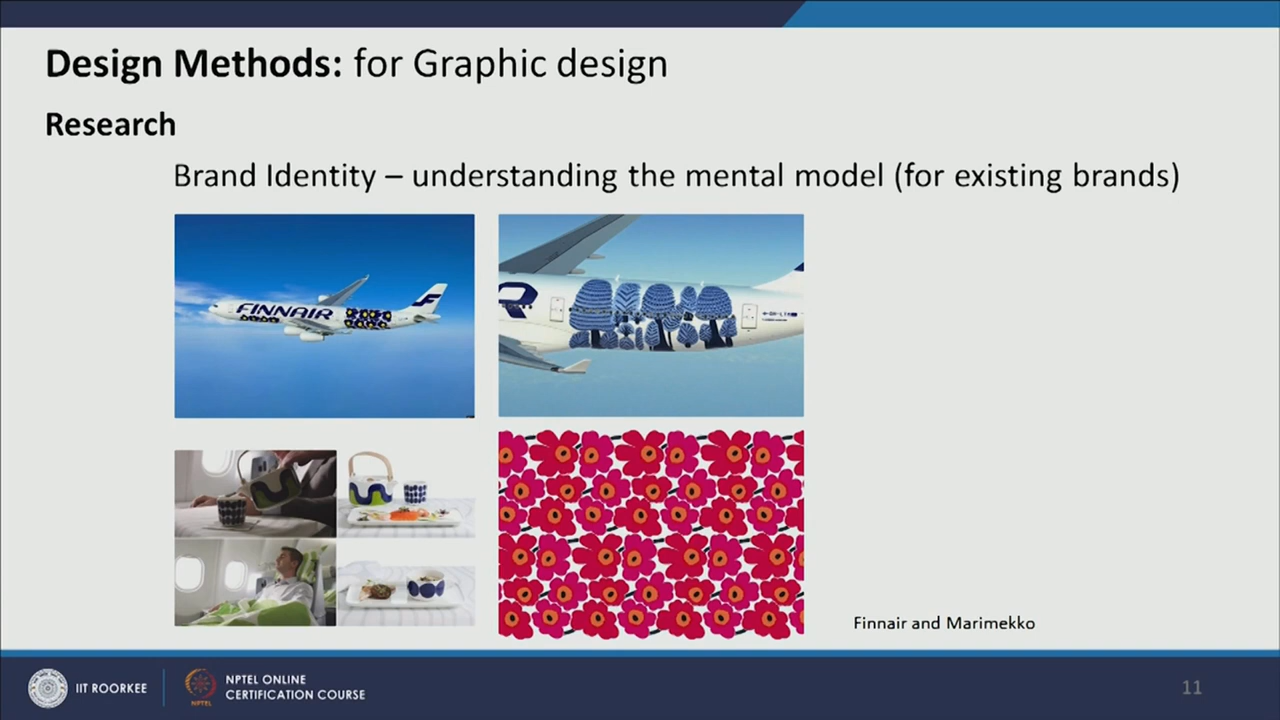 Design Methods: for Graphic design
Research
Brand Identity – understanding the mental model (for existing brands)
FINNAIR
F
Finnair and Marimekko
IIT ROORKEE
NPTEL
NPTEL ONLINE
CERTIFICATION COURSE
11